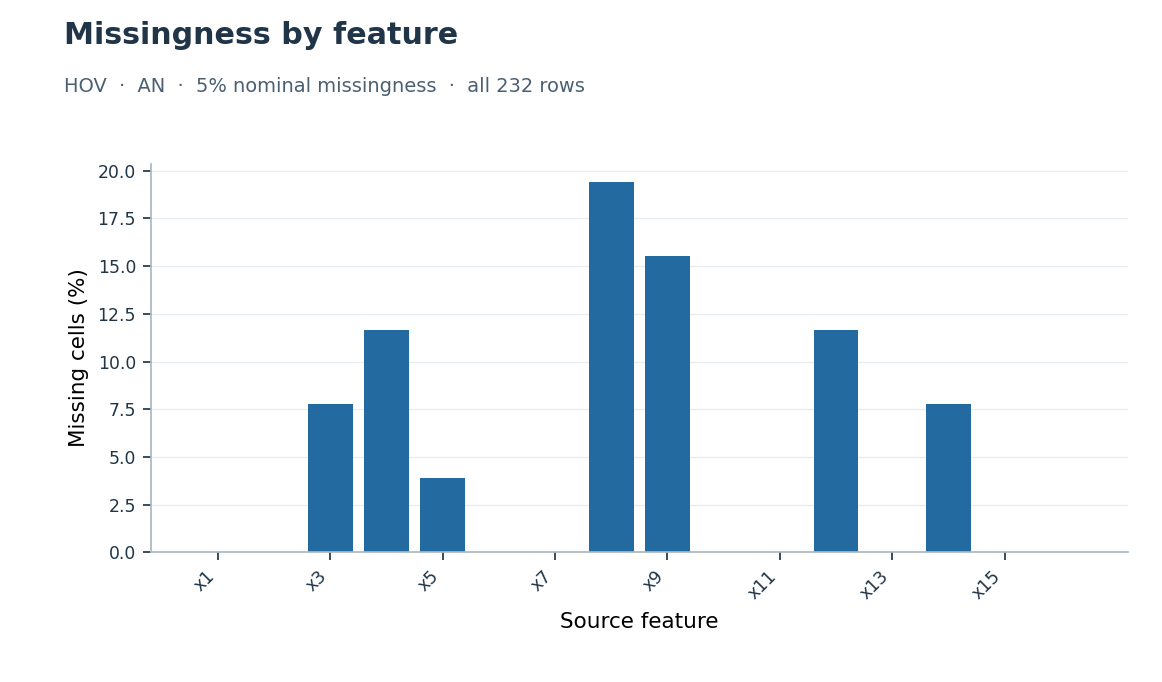 Missingness by feature
HOV · AN · 5% nominal missingness · all 232 rows
20.0
17.5
15.0
12.5
10.0
7.5
5.0
2.5
0.0
Missing cells (%)
x1 x3 x5 x7 x9 x11 x13 x15
Source feature